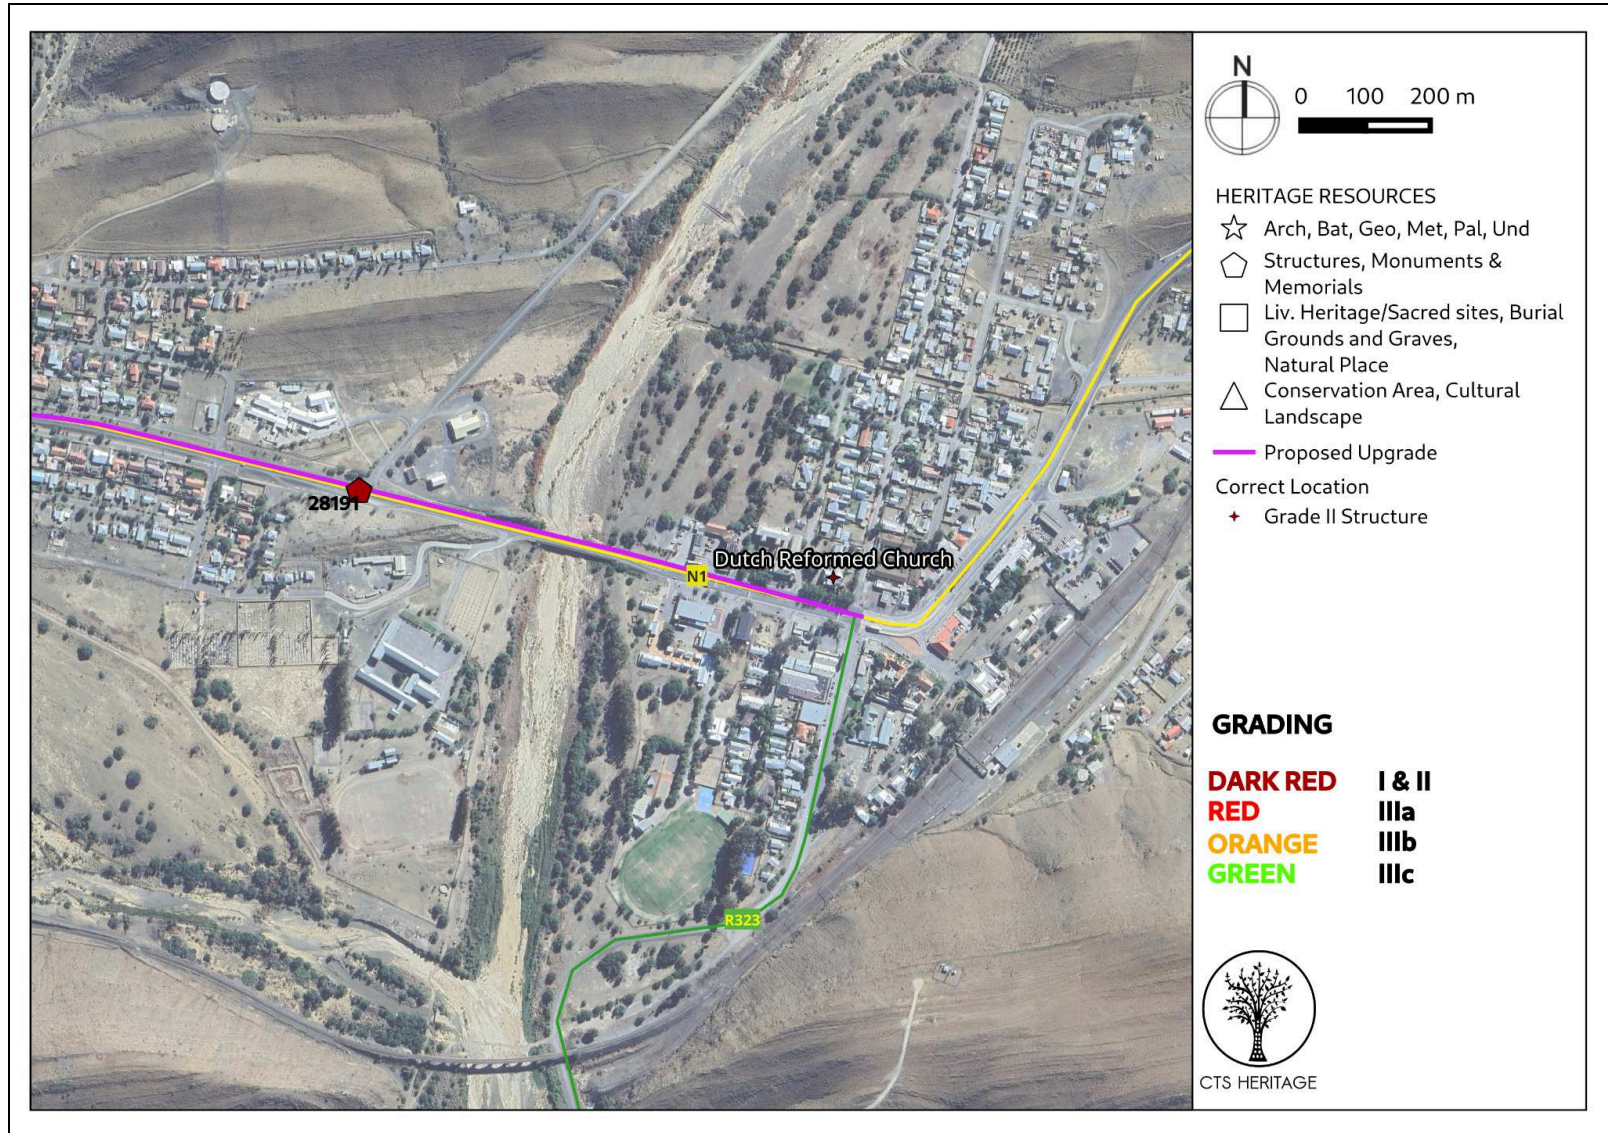 N
0 100 200 m
HERITAGE RESOURCES
Arch, Bat, Geo, Met, Pal, Und
Structures, Monuments &
Memorials
Liv. Heritage/Sacred sites, Burial
Grounds and Graves,
Natural Place
Conservation Area, Cultural
Landscape
Proposed Upgrade
Correct Location
Grade II Structure
28191
Dutch Reformed Church
N1
R323
GRADING
DARK RED I & II
RED IIIa
ORANGE IIIb
GREEN IIIc
CTS HERITAGE